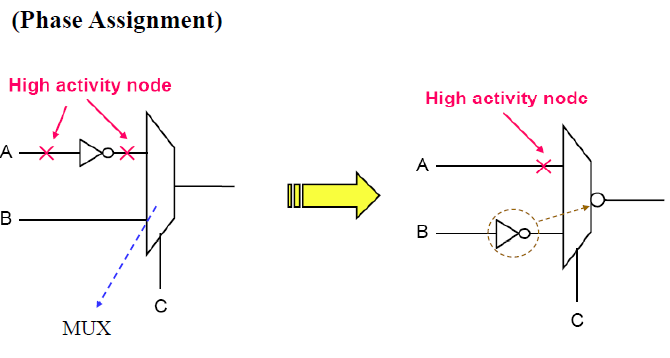 (Phase Assignment)
High activity node
High activity node
A
B
C
MUX
A
B
C